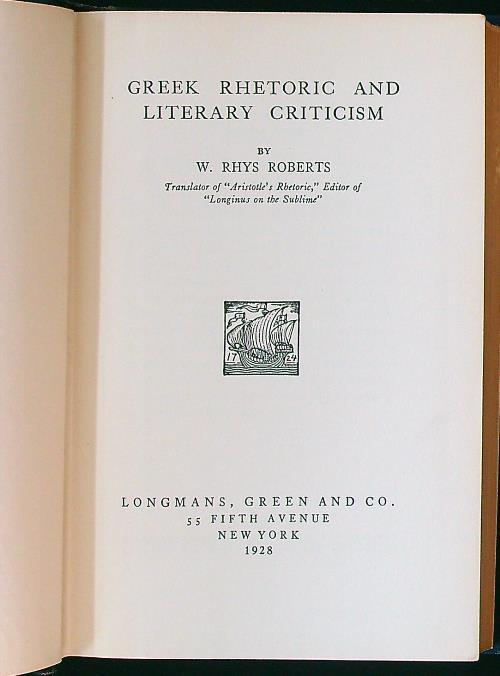 GREEK RHETORIC AND
LITERARY CRITICISM
BY
W. RHYS ROBERTS
Translator of "Aristotle's Rhetoric," Editor of
"Longinus on the Sublime"
17 24
LONGMANS, GREEN AND CO.
55 FIFTH AVENUE
NEW YORK
1928